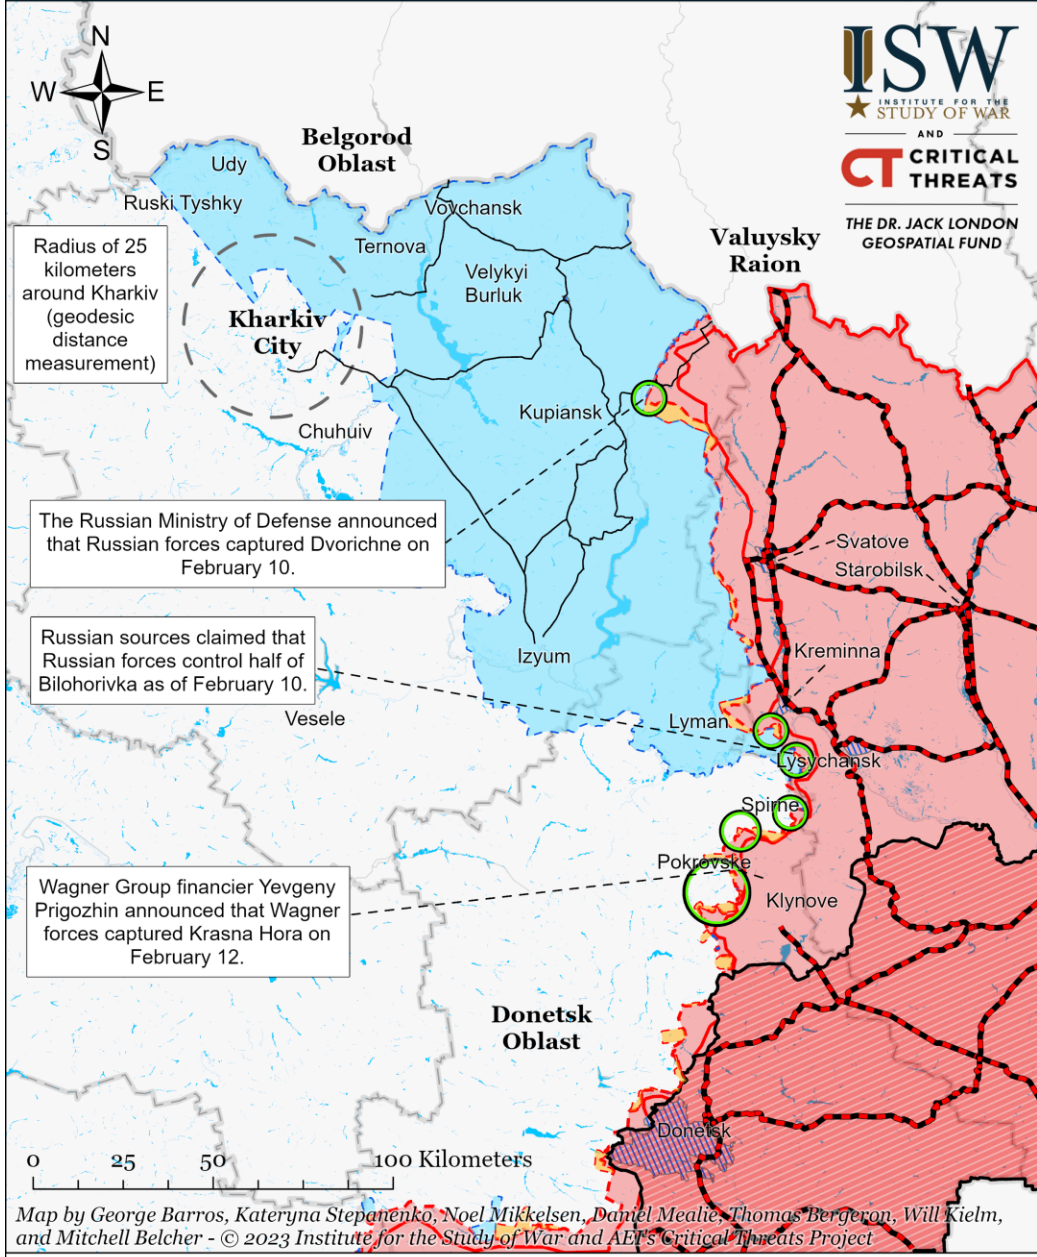 N
W
E
S
ISW
INSTITUTE FOR THE
STUDY OF WAR
AND
CT CRITICAL
THREATS
THE DR. JACK LONDON
GEOSPATIAL FUND
Belgorod
Oblast
Udy
Ruski Tyshky
Vovchansk
Ternova
Valuysky
Raion
Radius of 25
kilometers
around Kharkiv
(geodesic
distance
measurement)
Velykyi
Burluk
Kharkiv
City
Kupiansk
Chuhuiv
The Russian Ministry of Defense announced
that Russian forces captured Dvorichne on
February 10.
Svatove
Starobilsk
Russian sources claimed that
Russian forces control half of
Bilohorivka as of February 10.
Izyum
Kreminna
Vesele
Lyman
Lysychansk
Spirne
Pokrovske
Klynove
Wagner Group financier Yevgeny
Prigozhin announced that Wagner
forces captured Krasna Hora on
February 12.
Donetsk
Oblast
Donetsk
0 25 50 100 Kilometers
Map by George Barros, Kateryna Stepanenko, Noel Mikkelsen, Daniel Mealie, Thomas Bergeron, Will Kielm,
and Mitchell Belcher - © 2023 Institute for the Study of War and AEI's Critical Threats Project